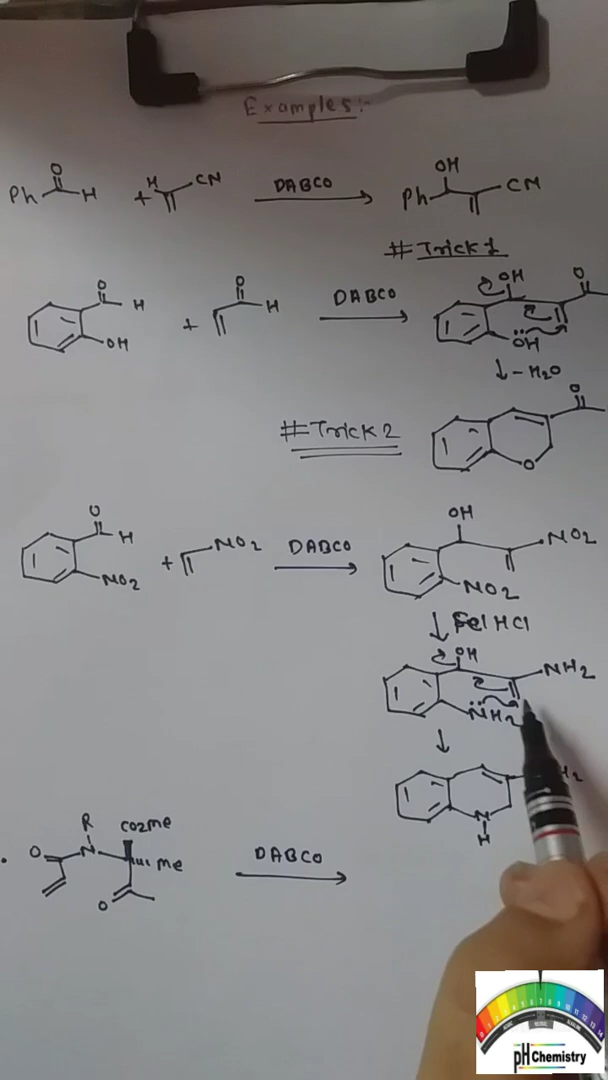 Examples:-
Ph O H + H CN DABCO OH Ph CN
#Trick 1
O H OH + O H DABCO OH O OH
↓ -H2O
#Trick 2
O
O
O H NO2 + NO2 DABCO OH NO2 NO2
↓ Fe/HCl
OH NH2 NH2
↓
N H
R CO2Me
O N Me DABCO
O
pH Chemistry